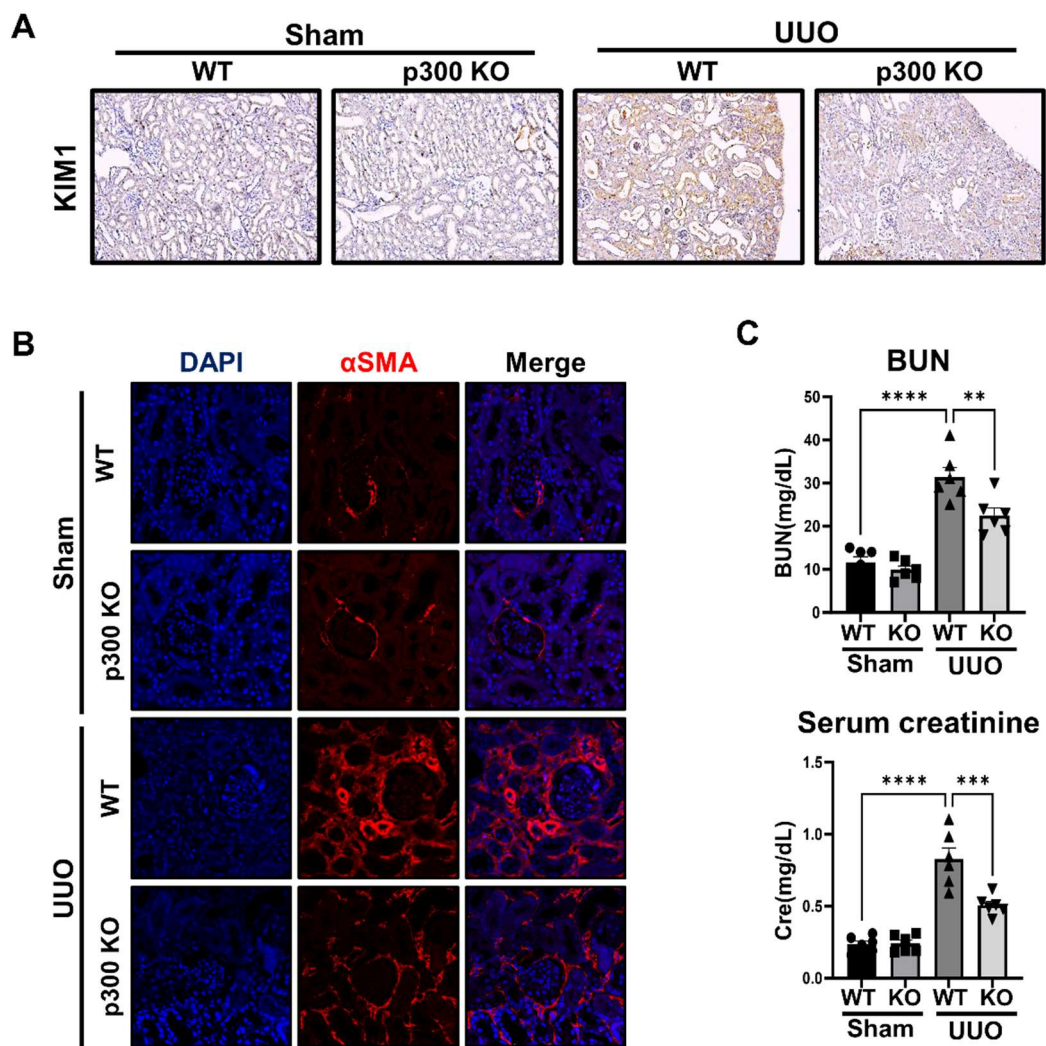 A
Sham
UUO
WT
p300 KO
WT
p300 KO
KIM1
B
DAPI
αSMA
Merge
Sham
WT
p300 KO
UUO
WT
p300 KO
C
BUN
BUN(mg/dL)
50
40
30
20
10
0
****
**
WT
KO
WT
KO
Sham
UUO
Serum creatinine
Cre(mg/dL)
1.5
1.0
0.5
0.0
****
***
WT
KO
WT
KO
Sham
UUO